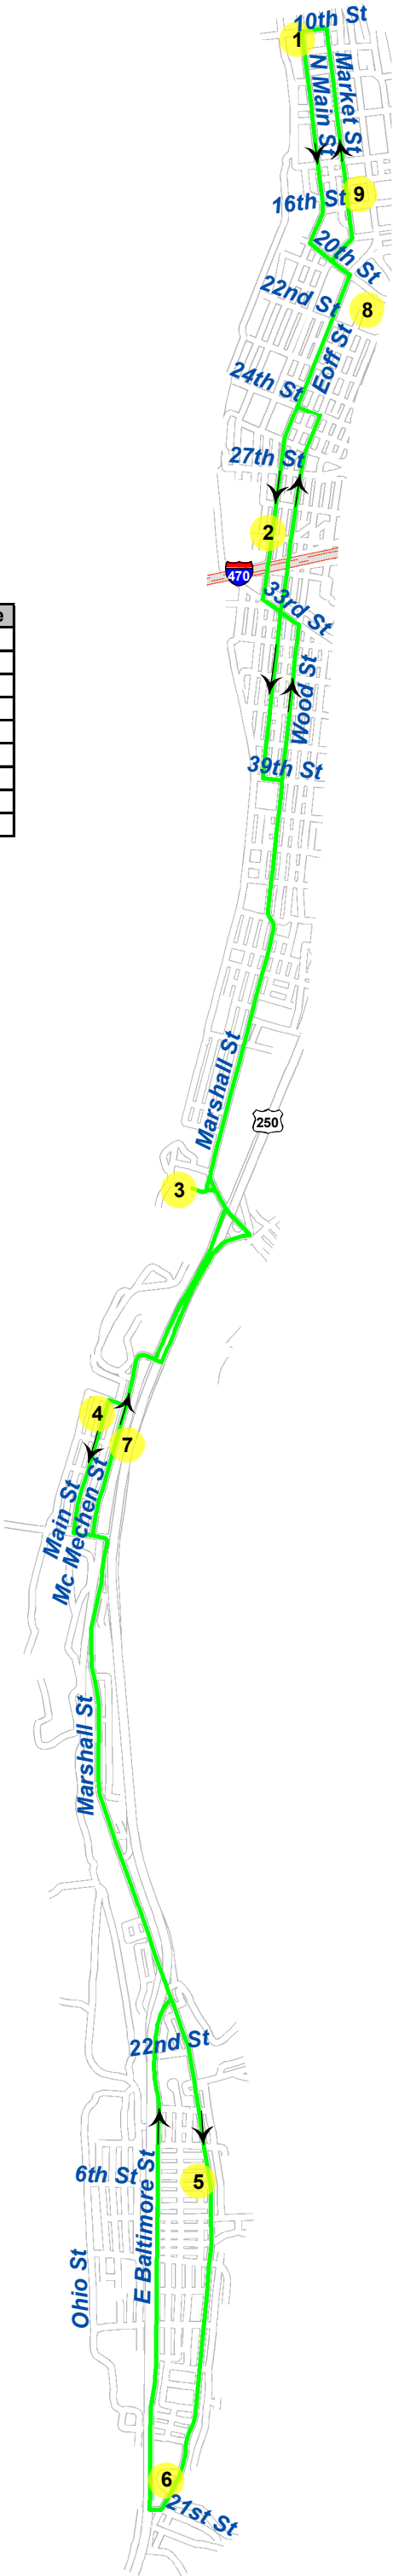 10th St
1
N Main St
Market St
16th St
9
20th St
22nd St
8
Eoff St
24th St
27th St
2
470
33rd St
Wood St
e
39th St
Marshall St
250
3
4
7
Main St
Mc Mechen St
Marshall St
22nd St
6th St
5
E Baltimore St
Ohio St
6
21st St